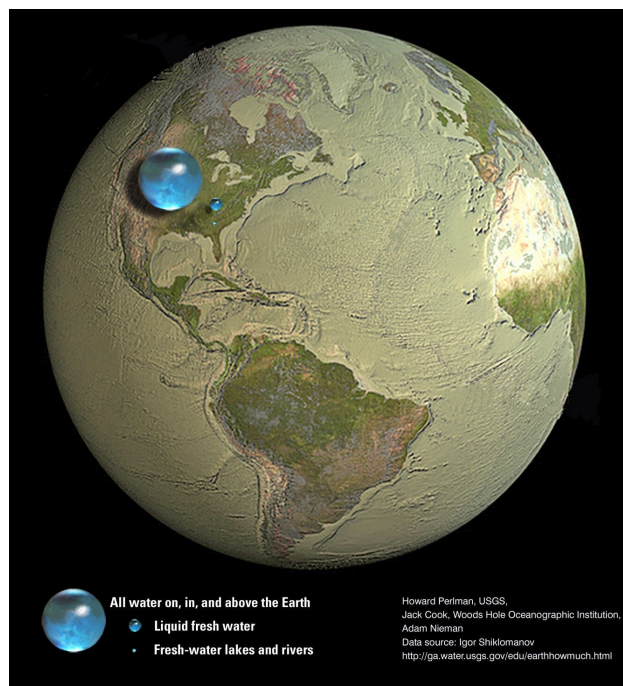 All water on, in, and above the Earth
Liquid fresh water
Fresh-water lakes and rivers
Howard Perlman, USGS,
Jack Cook, Woods Hole Oceanographic Institution,
Adam Nieman
Data source: Igor Shiklomanov
http://ga.water.usgs.gov/edu/earthhowmuch.html